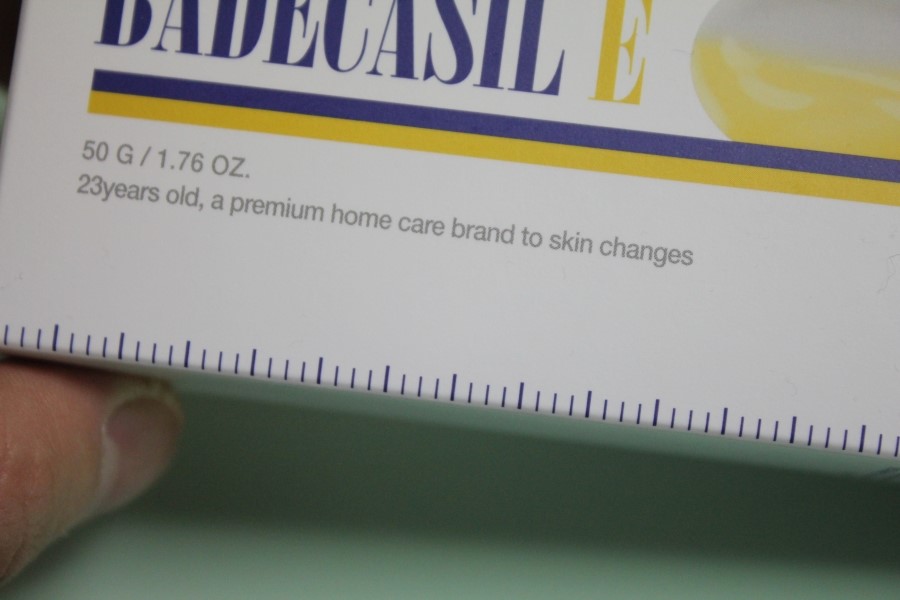 BADECASIL E
50 G / 1.76 OZ.
23years old, a premium home care brand to skin changes